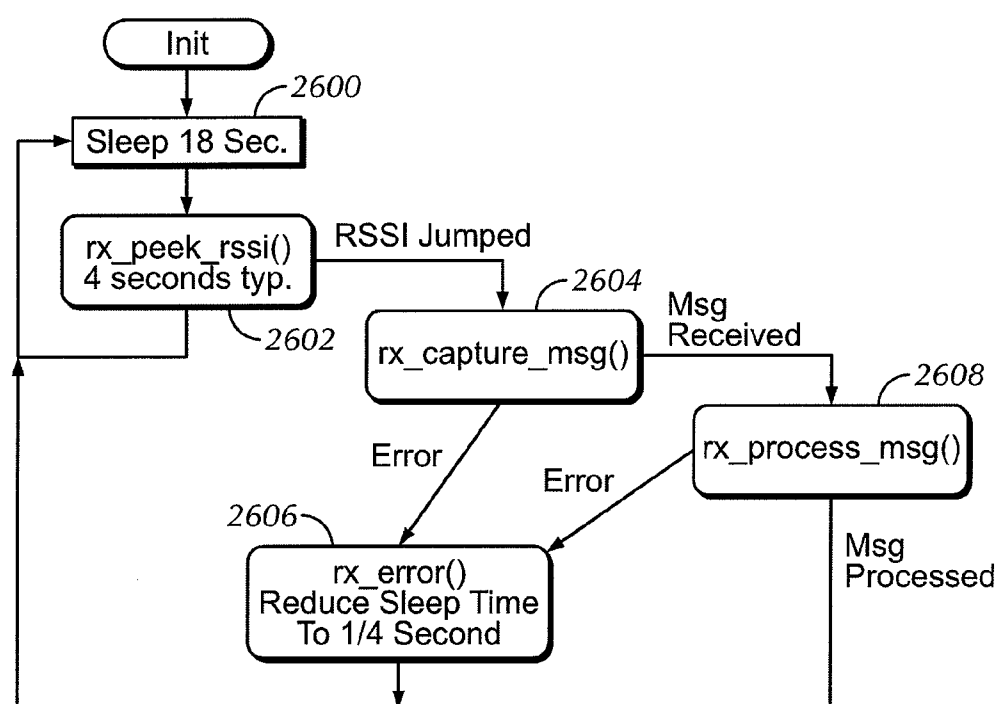 Init
2600
Sleep 18 Sec.
rx_peek_rssi()
4 seconds typ.
2602
RSSI Jumped
2604
rx_capture_msg()
Msg
Received
2608
rx_process_msg()
Error
Error
2606
rx_error()
Reduce Sleep Time
To 1/4 Second
Msg
Processed